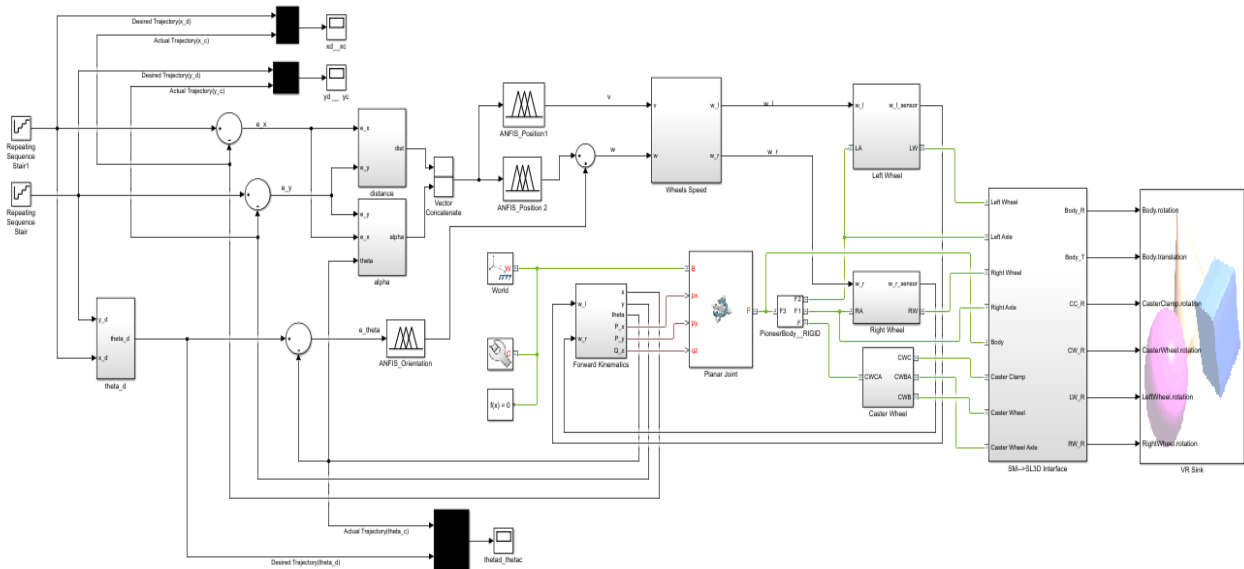 Desired Trajectory(x_d)
Actual Trajectory(x_c)
xd__xc
Desired Trajectory(y_d)
Actual Trajectory(y_c)
yd__ yc
Repeating
Sequence
Stair1
Repeating
Sequence
Stair
+
-
e_x
+
-
e_y
e_x
e_y
dist
distance
e_y
e_x
theta
alpha
alpha
Vector
Concatenate
ANFIS_Position1
ANFIS_Position 2
v
+
+
w
v
w
w_l
w_r
Wheels Speed
w_l
w_r
w_l
LA
w_l_sensor
LW
Left Wheel
y_d
x_d
theta_d
theta_d
+
-
e_theta
ANFIS_Orientation
W
World
C
f(x) = 0
w_l
w_r
x
y
theta
P_x
P_y
Q_z
Forward Kinematics
B
px
py
qz
F
Planar Joint
F3
F2
F1
F
PioneerBody__RIGID
w_r
RA
w_r_sensor
RW
Right Wheel
CWCA
CWC
CWBA
CWB
Caster Wheel
Left Wheel
Left Axle
Right Wheel
Right Axle
Body
Caster Clamp
Caster Wheel
Caster Wheel Axle
Body_R
Body_T
CC_R
CW_R
LW_R
RW_R
SM-->SL3D Interface
Body.rotation
Body.translation
CasterClamp.rotation
CasterWheel.rotation
LeftWheel.rotation
RightWheel.rotation
VR Sink
Actual Trajectory(theta_c)
Desired Trajectory(theta_d)
thetad_thetac